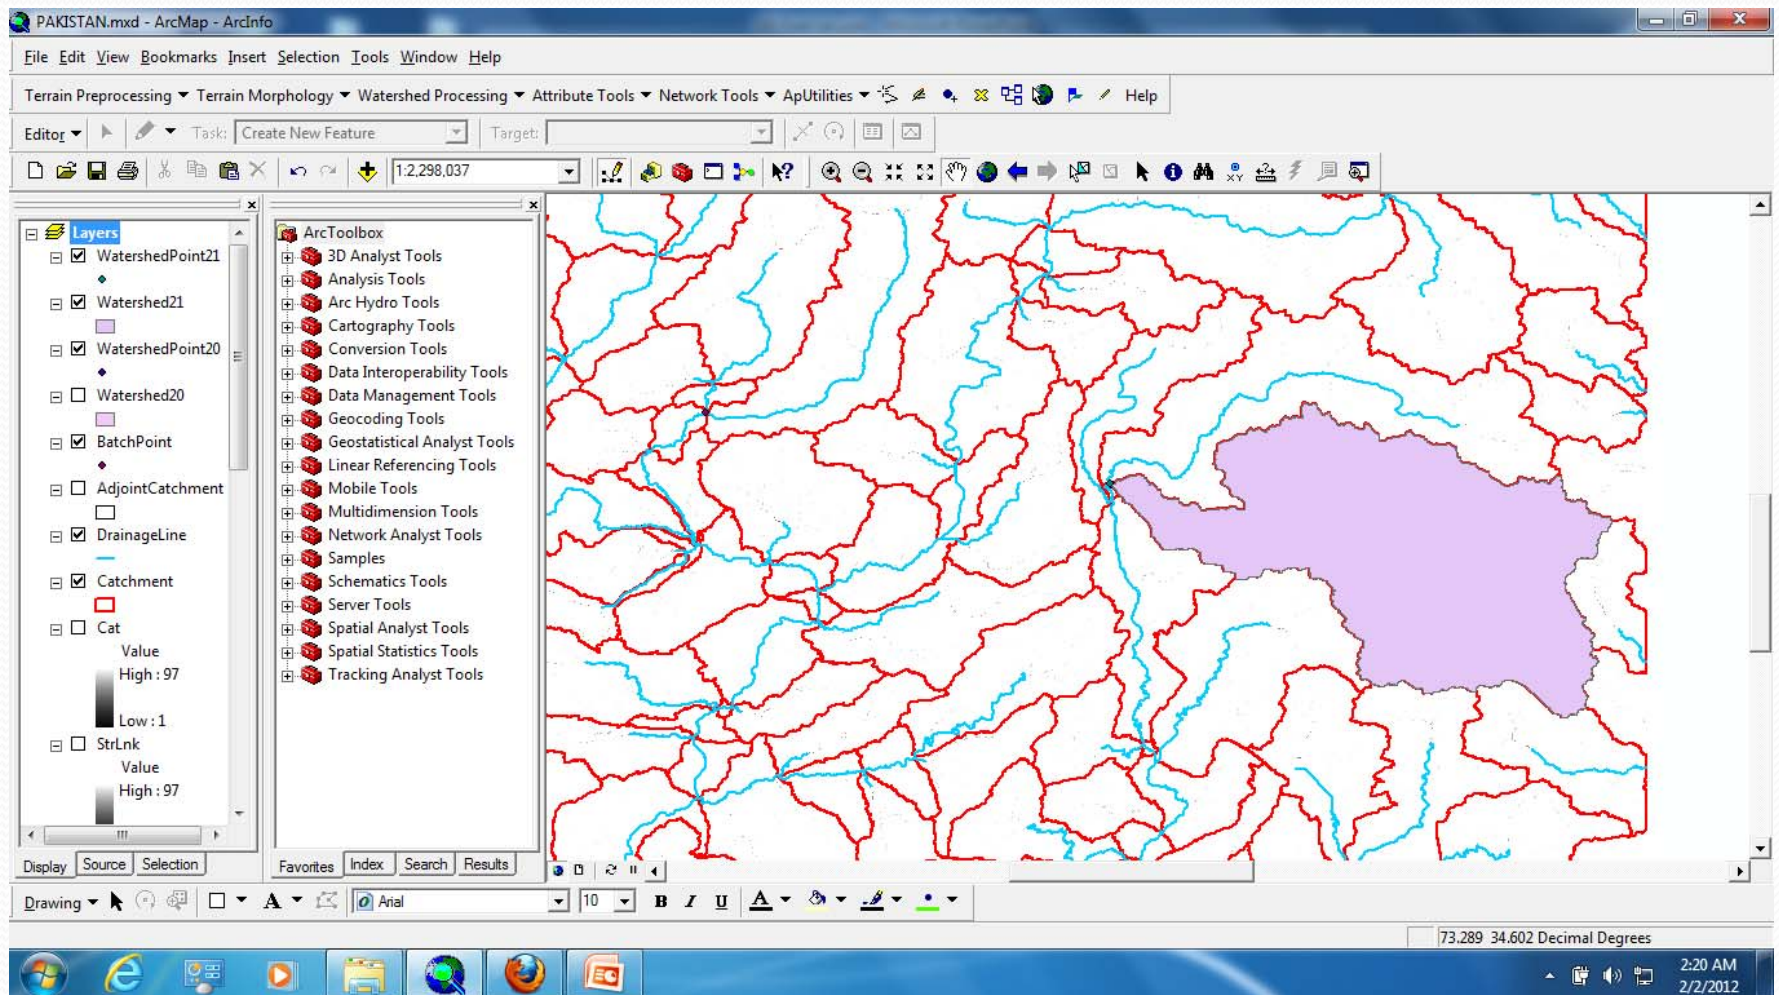 PAKISTAN.mxd - ArcMap - ArcInfo
File Edit View Bookmarks Insert Selection Tools Window Help
Terrain Preprocessing Terrain Morphology Watershed Processing Attribute Tools Network Tools ApUtilities Help
Editor Task: Create New Feature Target:
1:2,298,037
Layers
WatershedPoint21
Watershed21
WatershedPoint20
Watershed20
BatchPoint
AdjointCatchment
DrainageLine
Catchment
Cat
Value
High : 97
Low : 1
StrLnk
Value
High : 97
Display Source Selection
ArcToolbox
3D Analyst Tools
Analysis Tools
Arc Hydro Tools
Cartography Tools
Conversion Tools
Data Interoperability Tools
Data Management Tools
Geocoding Tools
Geostatistical Analyst Tools
Linear Referencing Tools
Mobile Tools
Multidimension Tools
Network Analyst Tools
Samples
Schematics Tools
Server Tools
Spatial Analyst Tools
Spatial Statistics Tools
Tracking Analyst Tools
Favorites Index Search Results
Drawing A Arial 10 B I U A
73.289 34.602 Decimal Degrees
2:20 AM
2/2/2012